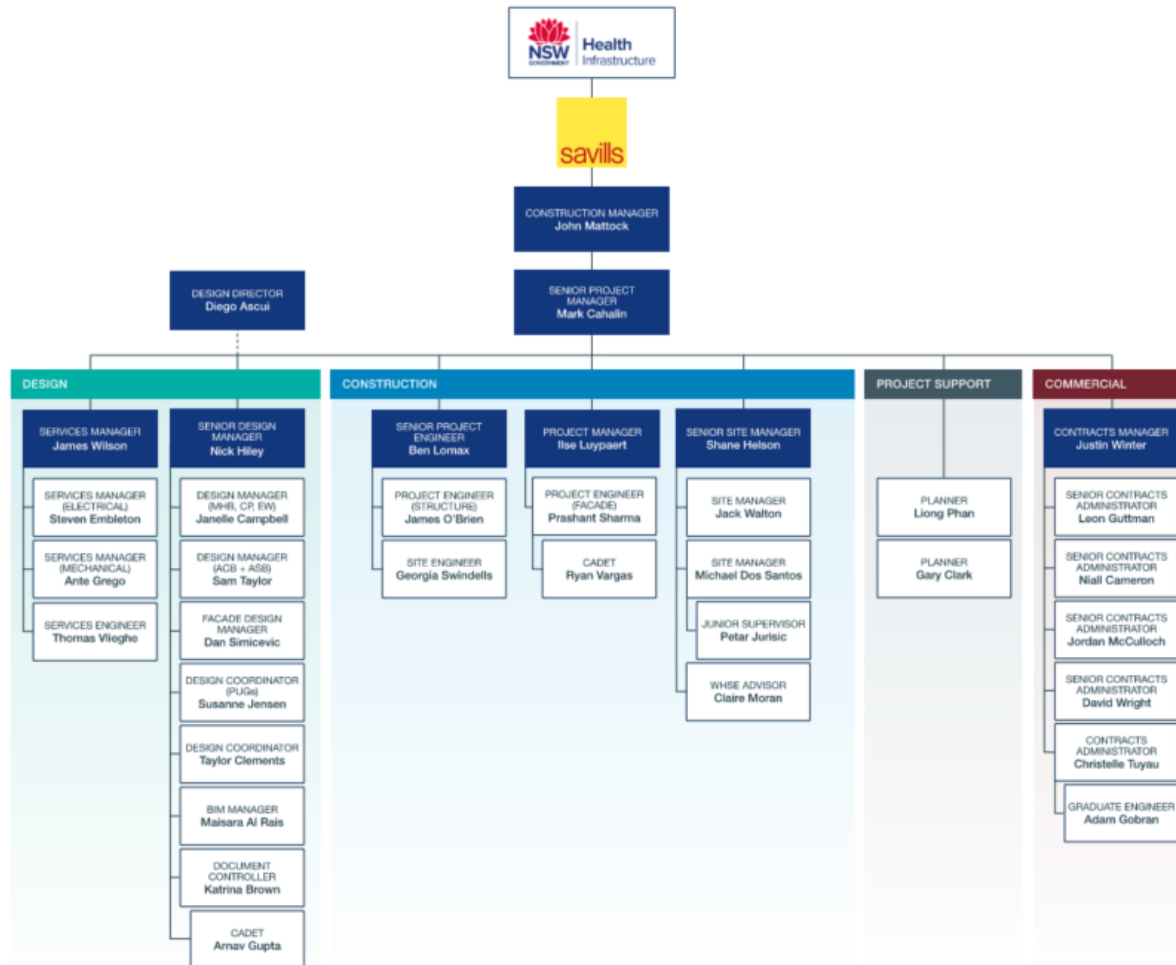 NSW
GOVERNMENT
Health
Infrastructure
savills
CONSTRUCTION MANAGER
John Mattock
DESIGN DIRECTOR
Diego Ascui
SENIOR PROJECT
MANAGER
Mark Cahalin
DESIGN
SERVICES MANAGER
James Wilson
SERVICES MANAGER
(ELECTRICAL)
Steven Embleton
SERVICES MANAGER
(MECHANICAL)
Ante Grego
SERVICES ENGINEER
Thomas Vlieghe
SENIOR DESIGN
MANAGER
Nick Hiley
DESIGN MANAGER
(MHB, CP, EW)
Janelle Campbell
DESIGN MANAGER
(ACB + ASB)
Sam Taylor
FACADE DESIGN
MANAGER
Dan Simicevic
DESIGN COORDINATOR
(PUGs)
Susanne Jensen
DESIGN COORDINATOR
Taylor Clements
BIM MANAGER
Maisara Al Rais
DOCUMENT
CONTROLLER
Katrina Brown
CADET
Arnav Gupta
CONSTRUCTION
SENIOR PROJECT
ENGINEER
Ben Lomax
PROJECT ENGINEER
(STRUCTURE)
James O'Brien
SITE ENGINEER
Georgia Swindells
PROJECT MANAGER
Ilse Luypaert
PROJECT ENGINEER
(FACADE)
Prashant Sharma
CADET
Ryan Vargas
SENIOR SITE MANAGER
Shane Helson
SITE MANAGER
Jack Walton
SITE MANAGER
Michael Dos Santos
JUNIOR SUPERVISOR
Petar Jurisic
WHSE ADVISOR
Claire Moran
PROJECT SUPPORT
PLANNER
Liong Phan
PLANNER
Gary Clark
COMMERCIAL
CONTRACTS MANAGER
Justin Winter
SENIOR CONTRACTS
ADMINISTRATOR
Leon Guttman
SENIOR CONTRACTS
ADMINISTRATOR
Niall Cameron
SENIOR CONTRACTS
ADMINISTRATOR
Jordan McCulloch
SENIOR CONTRACTS
ADMINISTRATOR
David Wright
CONTRACTS
ADMINISTRATOR
Christelle Tuyau
GRADUATE ENGINEER
Adam Gobran